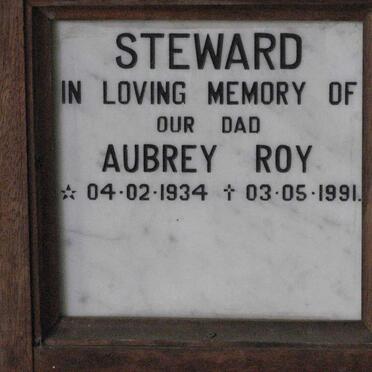 STEWARD
IN LOVING MEMORY OF
OUR DAD
AUBREY ROY
☆ 04·02·1934 † 03·05·1991.